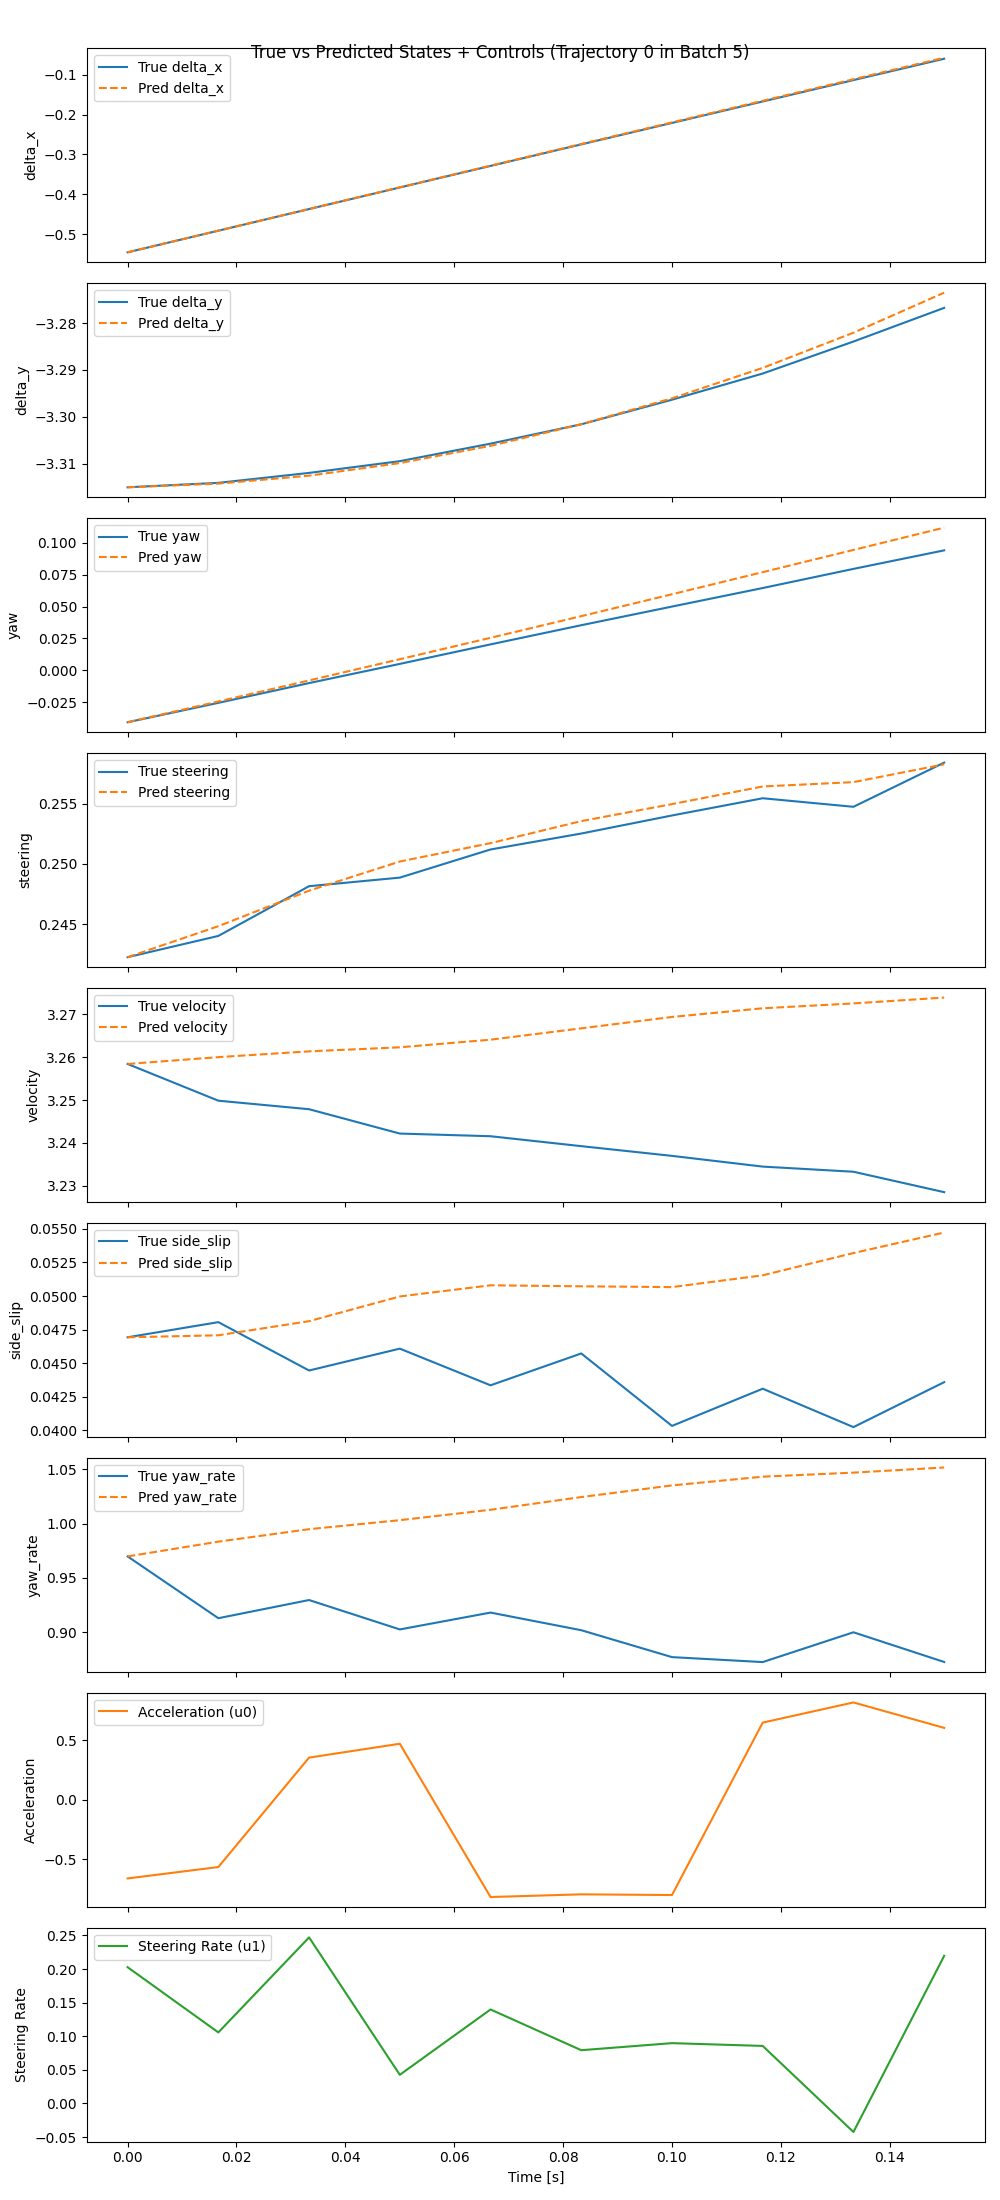 True vs Predicted States + Controls (Trajectory 0 in Batch 5)
True delta_x
Pred delta_x
delta_x
−0.1
−0.2
−0.3
−0.4
−0.5
True delta_y
Pred delta_y
delta_y
−3.28
−3.29
−3.30
−3.31
True yaw
Pred yaw
yaw
0.100
0.075
0.050
0.025
0.000
−0.025
True steering
Pred steering
steering
0.255
0.250
0.245
True velocity
Pred velocity
velocity
3.27
3.26
3.25
3.24
3.23
True side_slip
Pred side_slip
side_slip
0.0550
0.0525
0.0500
0.0475
0.0450
0.0425
0.0400
True yaw_rate
Pred yaw_rate
yaw_rate
1.05
1.00
0.95
0.90
Acceleration (u0)
Acceleration
0.5
0.0
−0.5
Steering Rate (u1)
Steering Rate
0.25
0.20
0.15
0.10
0.05
0.00
−0.05
0.00 0.02 0.04 0.06 0.08 0.10 0.12 0.14
Time [s]